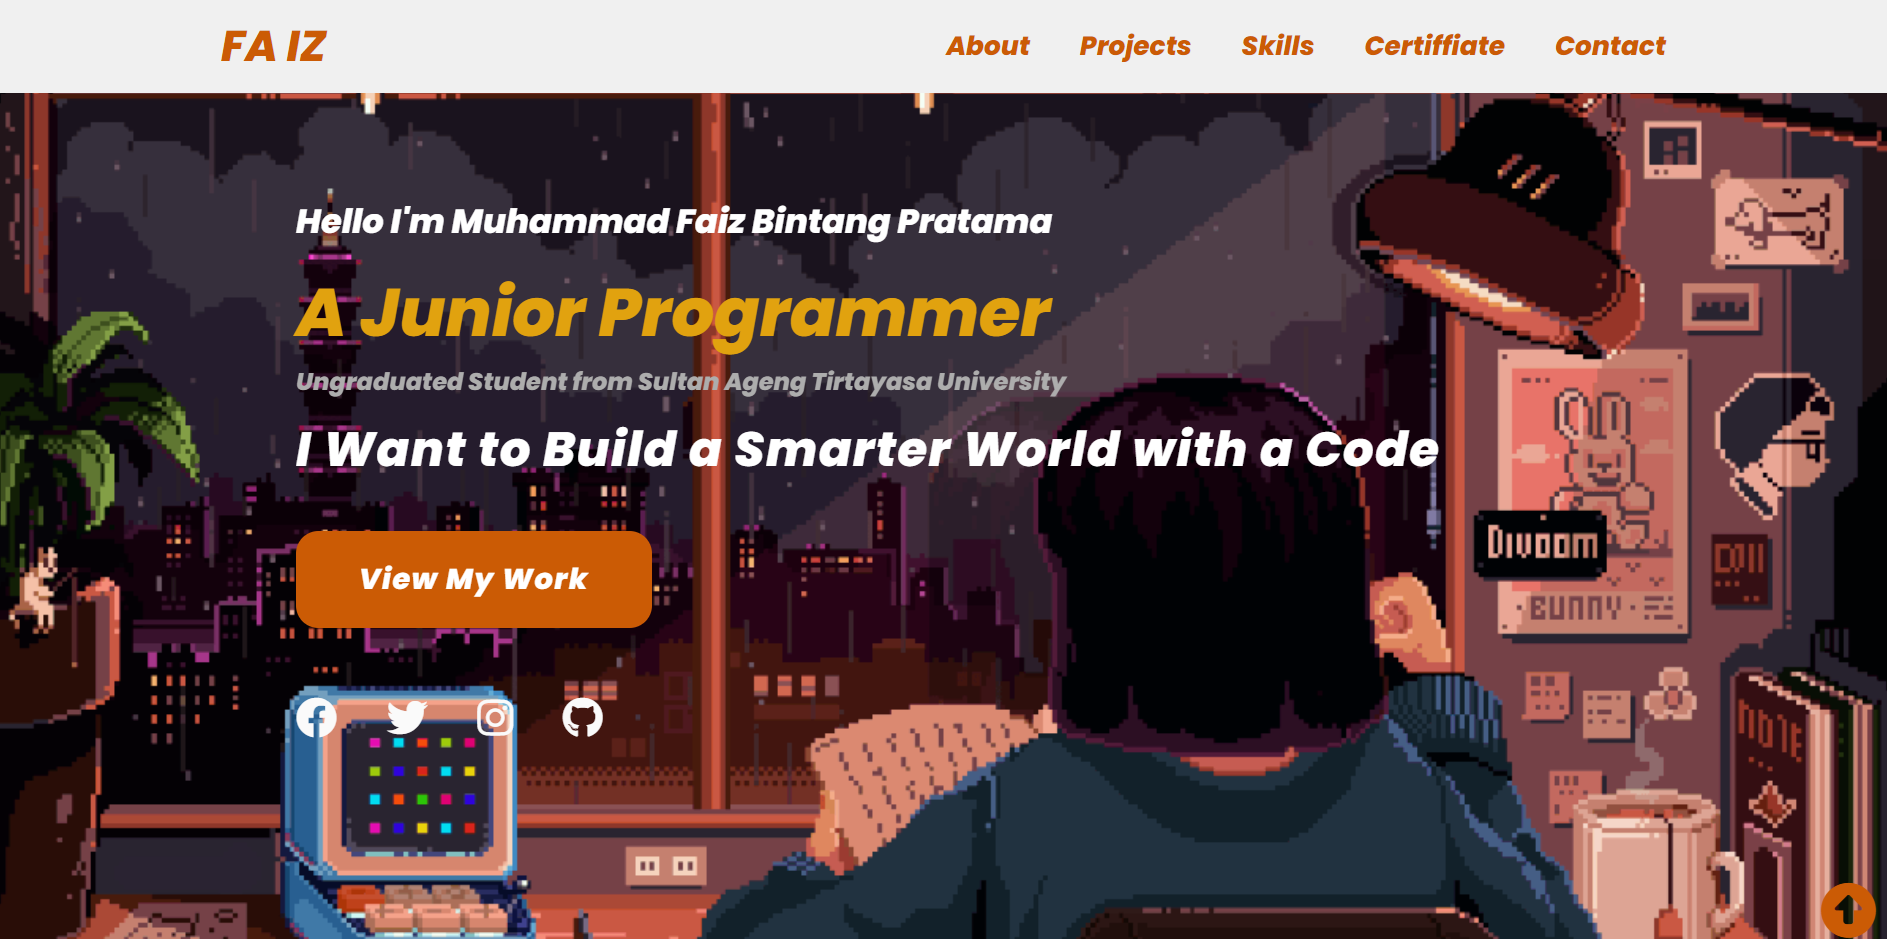 FA IZ
About Projects Skills Certiffiate Contact
Hello I'm Muhammad Faiz Bintang Pratama
A Junior Programmer
Ungraduated Student from Sultan Ageng Tirtayasa University
I Want to Build a Smarter World with a Code
View My Work
Divoom
·BUNNY·
NOTE